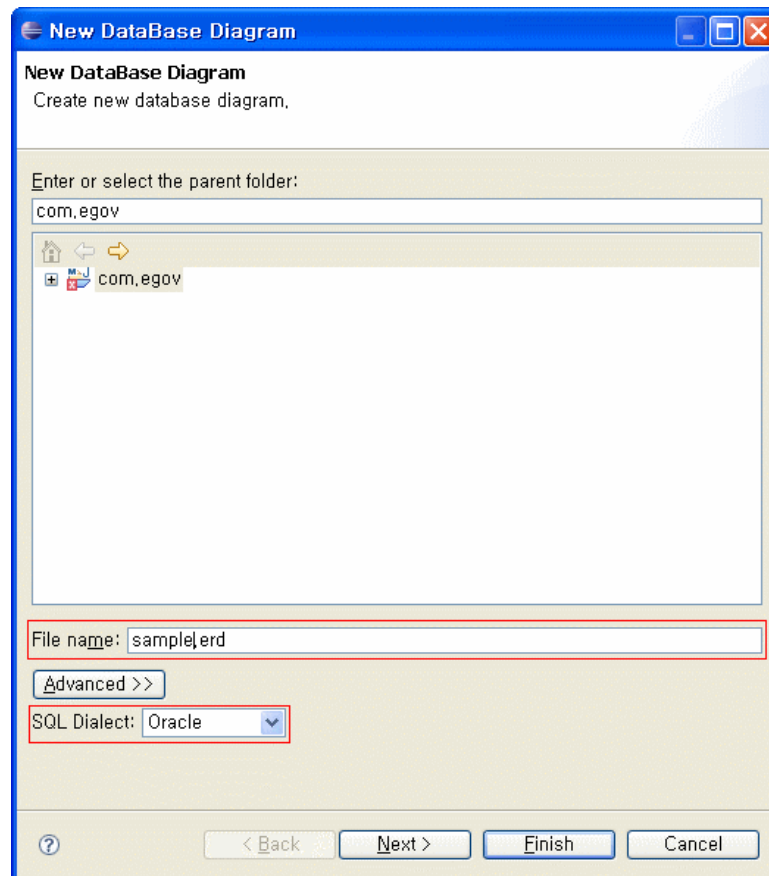 New DataBase Diagram
New DataBase Diagram
Create new database diagram.
Enter or select the parent folder:
com.egov
com.egov
File name: sample.erd
Advanced >>
SQL Dialect: Oracle
< Back Next > Finish Cancel